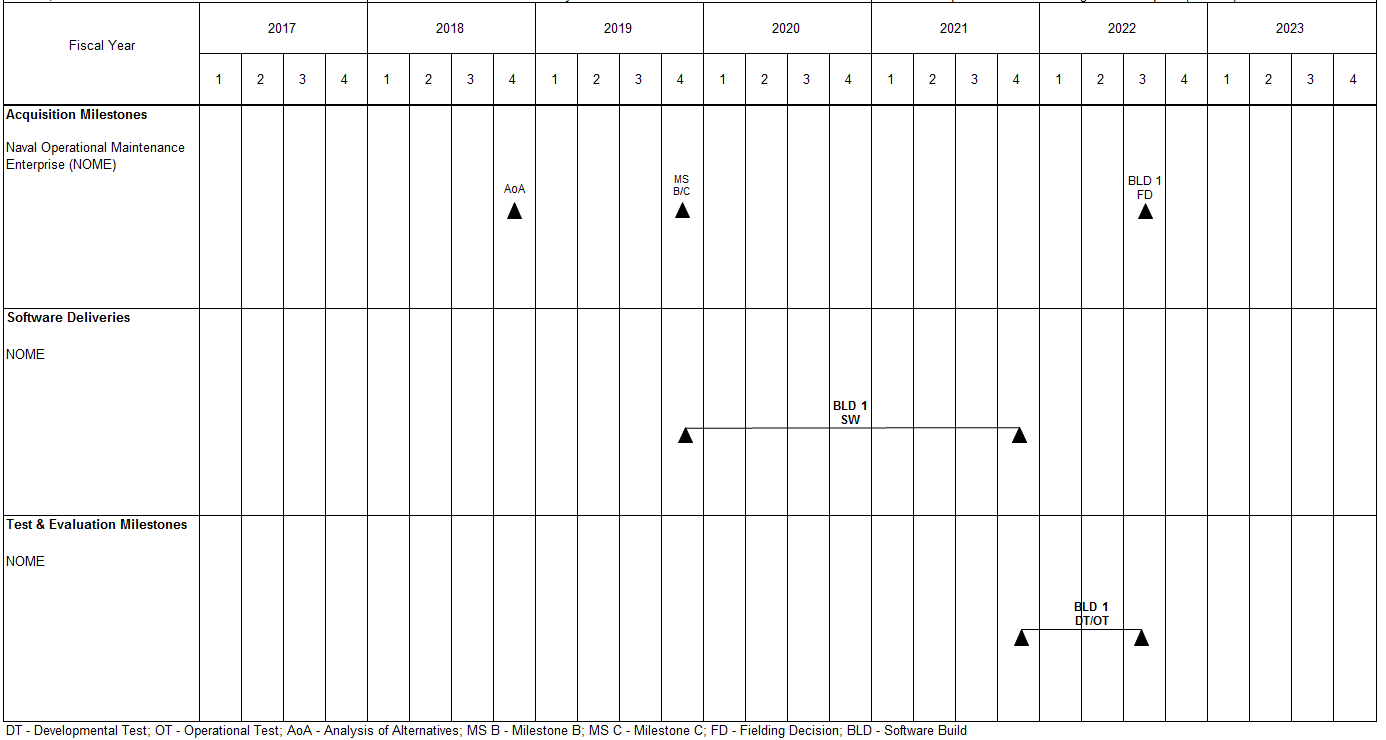 2017 2018 2019 2020 2021 2022 2023
Fiscal Year
1 2 3 4 1 2 3 4 1 2 3 4 1 2 3 4 1 2 3 4 1 2 3 4 1 2 3 4
Acquisition Milestones
Naval Operational Maintenance
Enterprise (NOME)
AoA
MS
B/C
BLD 1
FD
Software Deliveries
NOME
BLD 1
SW
Test & Evaluation Milestones
NOME
BLD 1
DT/OT
DT - Developmental Test; OT - Operational Test; AoA - Analysis of Alternatives; MS B - Milestone B; MS C - Milestone C; FD - Fielding Decision; BLD - Software Build